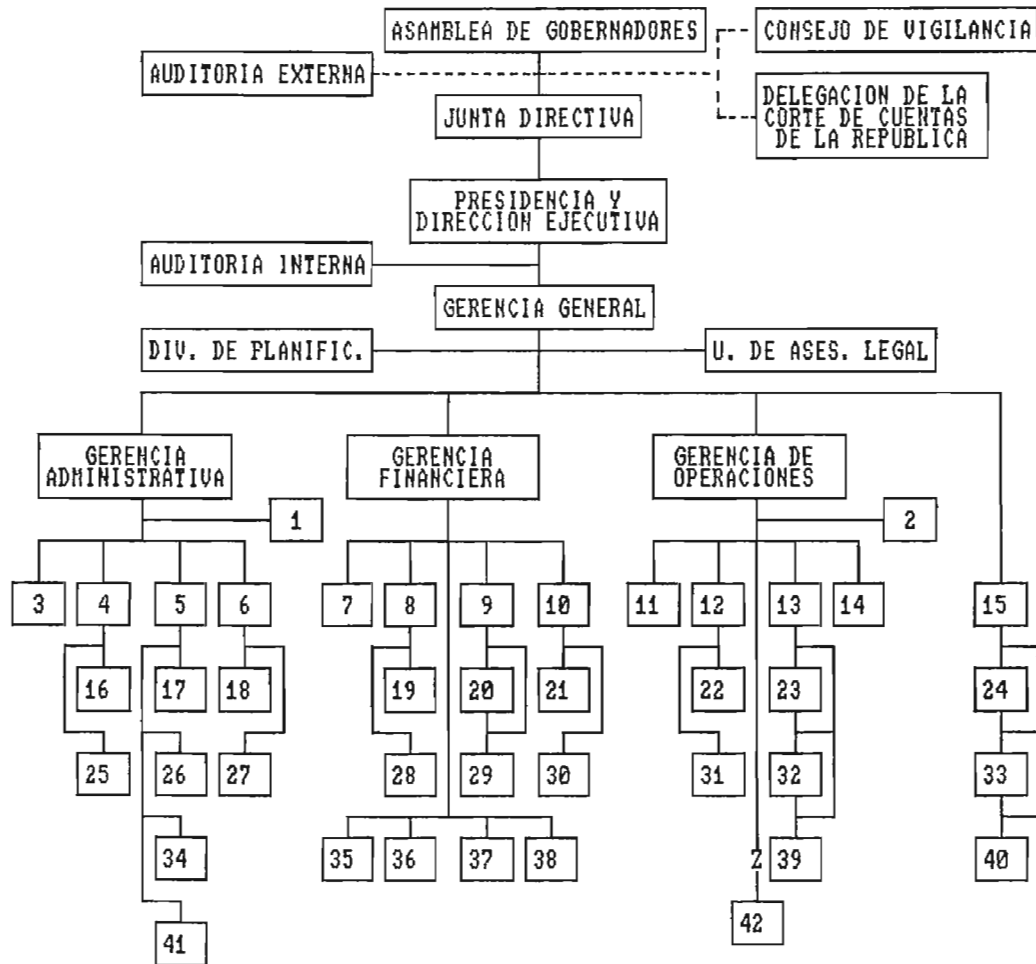 ASAMBLEA DE GOBERNADORES
CONSEJO DE VIGILANCIA
AUDITORIA EXTERNA
DELEGACION DE LA
CORTE DE CUENTAS
DE LA REPUBLICA
JUNTA DIRECTIVA
PRESIDENCIA Y
DIRECCION EJECUTIVA
AUDITORIA INTERNA
GERENCIA GENERAL
DIV. DE PLANIFIC.
U. DE ASES. LEGAL
GERENCIA
ADMINISTRATIVA
GERENCIA
FINANCIERA
GERENCIA DE
OPERACIONES
1
2
3 4 5 6 7 8 9 10 11 12 13 14 15
16 17 18 19 20 21 22 23 24
25 26 27 28 29 30 31 32 33
34 35 36 37 38 Z 39 40
41 42